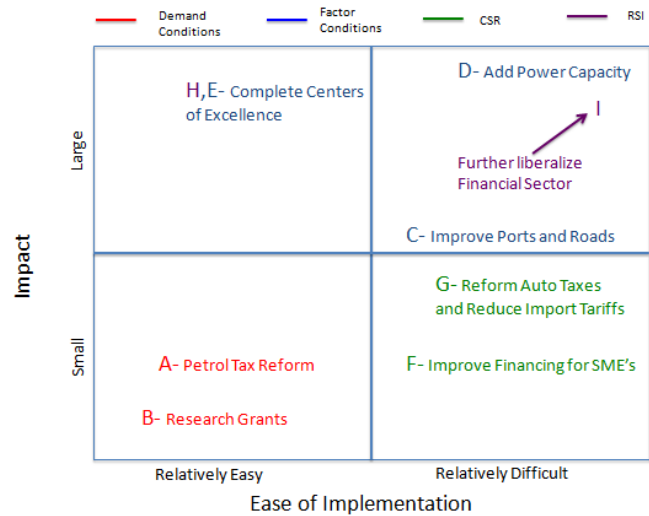 Demand
Conditions
Factor
Conditions
CSR
RSI
H,E- Complete Centers
of Excellence
D- Add Power Capacity
I
Further liberalize
Financial Sector
C- Improve Ports and Roads
G- Reform Auto Taxes
and Reduce Import Tariffs
A- Petrol Tax Reform
F- Improve Financing for SME's
B- Research Grants
Large
Impact
Small
Relatively Easy
Relatively Difficult
Ease of Implementation